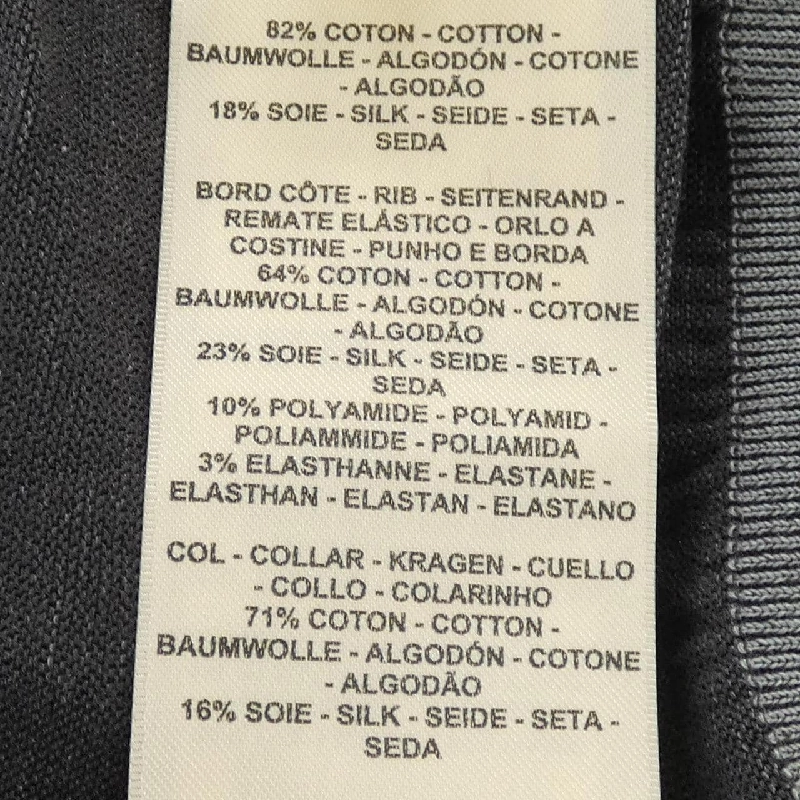 82% COTON - COTTON -
BAUMWOLLE - ALGODÓN - COTONE
- ALGODÃO
18% SOIE - SILK - SEIDE - SETA -
SEDA
BORD CÔTE - RIB - SEITENRAND -
REMATE ELÁSTICO - ORLO A
COSTINE - PUNHO E BORDA
64% COTON - COTTON -
BAUMWOLLE - ALGODÓN - COTONE
- ALGODÃO
23% SOIE - SILK - SEIDE - SETA -
SEDA
10% POLYAMIDE - POLYAMID -
POLIAMMIDE - POLIAMIDA
3% ELASTHANNE - ELASTANE -
ELASTHAN - ELASTAN - ELASTANO
COL - COLLAR - KRAGEN - CUELLO
- COLLO - COLARINHO
71% COTON - COTTON -
BAUMWOLLE - ALGODÓN - COTONE
- ALGODÃO
16% SOIE - SILK - SEIDE - SETA -
SEDA